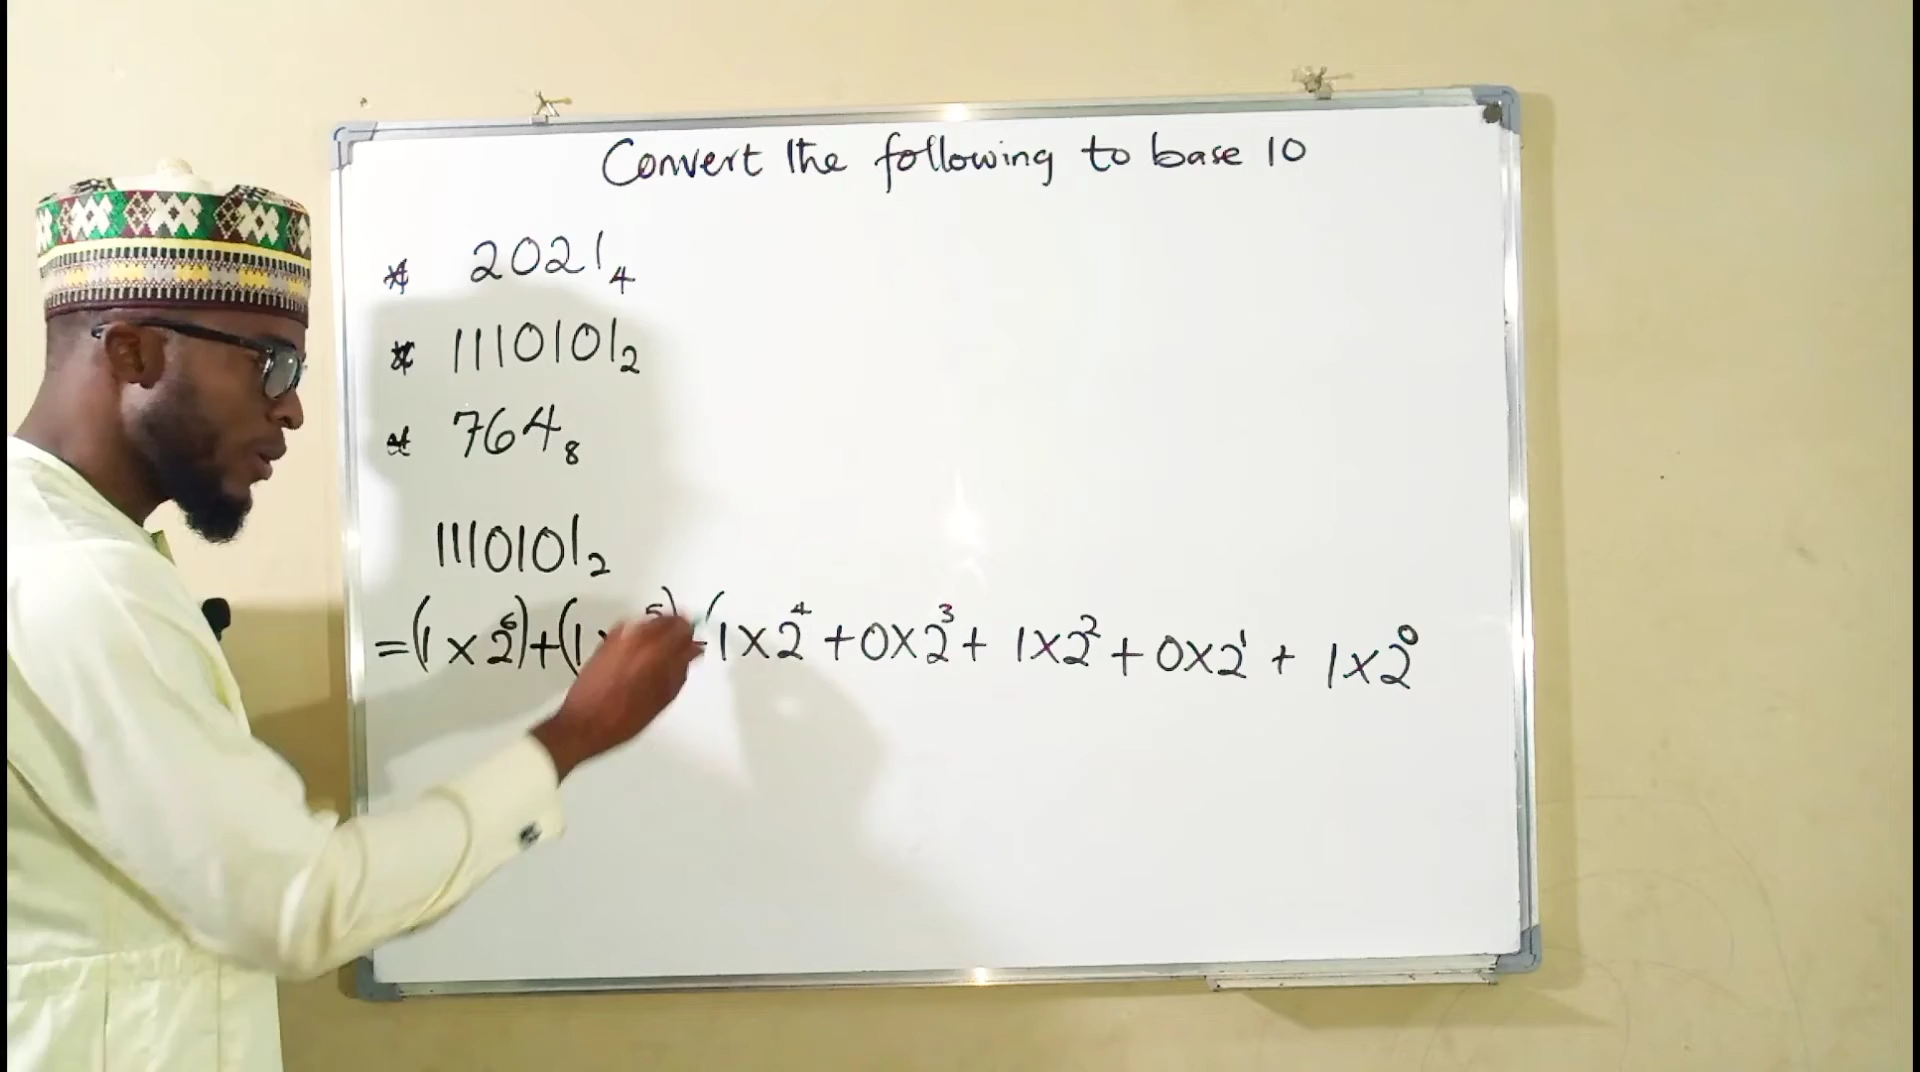 Convert the following to base 10
* 2021₄
* 1110101₂
* 764₈
1110101₂
=(1×2⁶)+(1× ⁵) (1×2⁴+0×2³+ 1×2²+0×2¹ + 1×2⁰